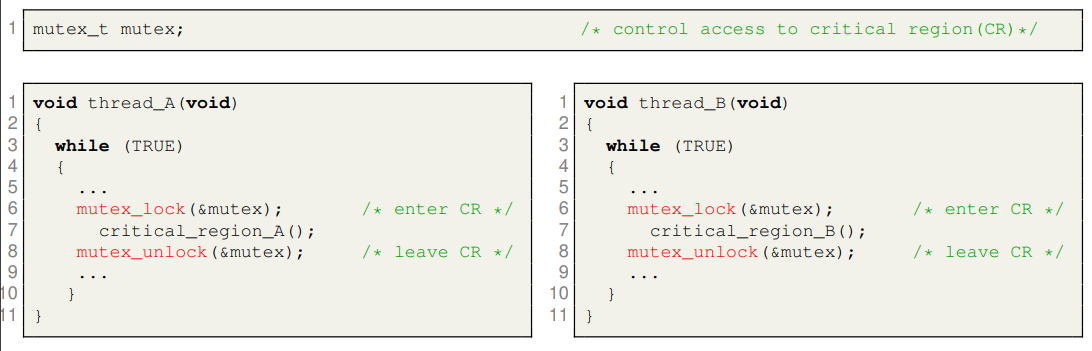 1 mutex_t mutex; /* control access to critical region(CR)*/
1 void thread_A(void)
2 {
3 while (TRUE)
4 {
5 ...
6 mutex_lock(&mutex); /* enter CR */
7 critical_region_A();
8 mutex_unlock(&mutex); /* leave CR */
9 ...
10 }
11 }
1 void thread_B(void)
2 {
3 while (TRUE)
4 {
5 ...
6 mutex_lock(&mutex); /* enter CR */
7 critical_region_B();
8 mutex_unlock(&mutex); /* leave CR */
9 ...
10 }
11 }